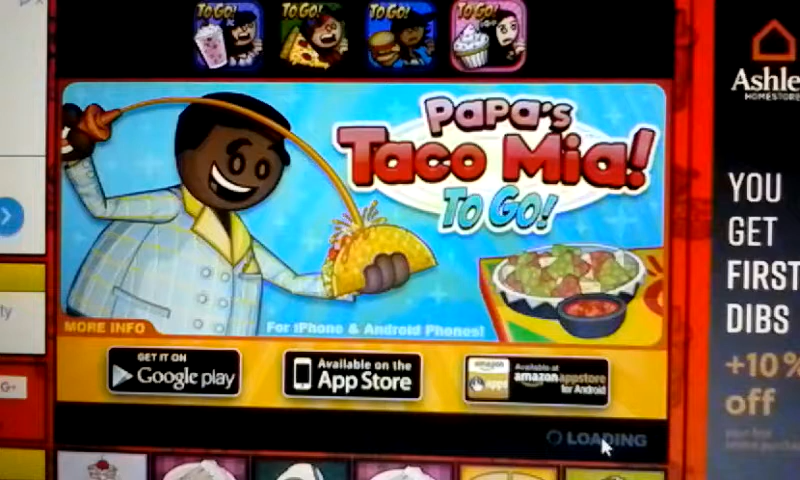 TO GO!
TO GO!
TO GO!
TO GO!
PAPA'S
TACO MIA!
TO GO!
MORE INFO
For iPhone & Android Phones!
GET IT ON
Google play
Available on the
App Store
amazon
apps
Available at
amazon appstore
for Android
LOADING
G+
ty
Ashle
HOMESTORE
YOU
GET
FIRST
DIBS
+10%
off